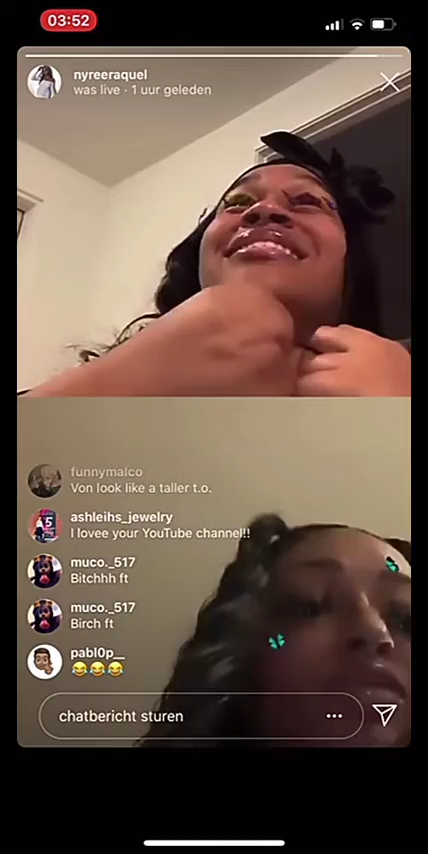 03:52
nyreeraquel
was live · 1 uur geleden
funnymalco
Von look like a taller t.o.
ashleihs_jewelry
I lovee your YouTube channel!!
muco._517
Bitchhh ft
muco._517
Birch ft
pabl0p__
😂😂😂
chatbericht sturen